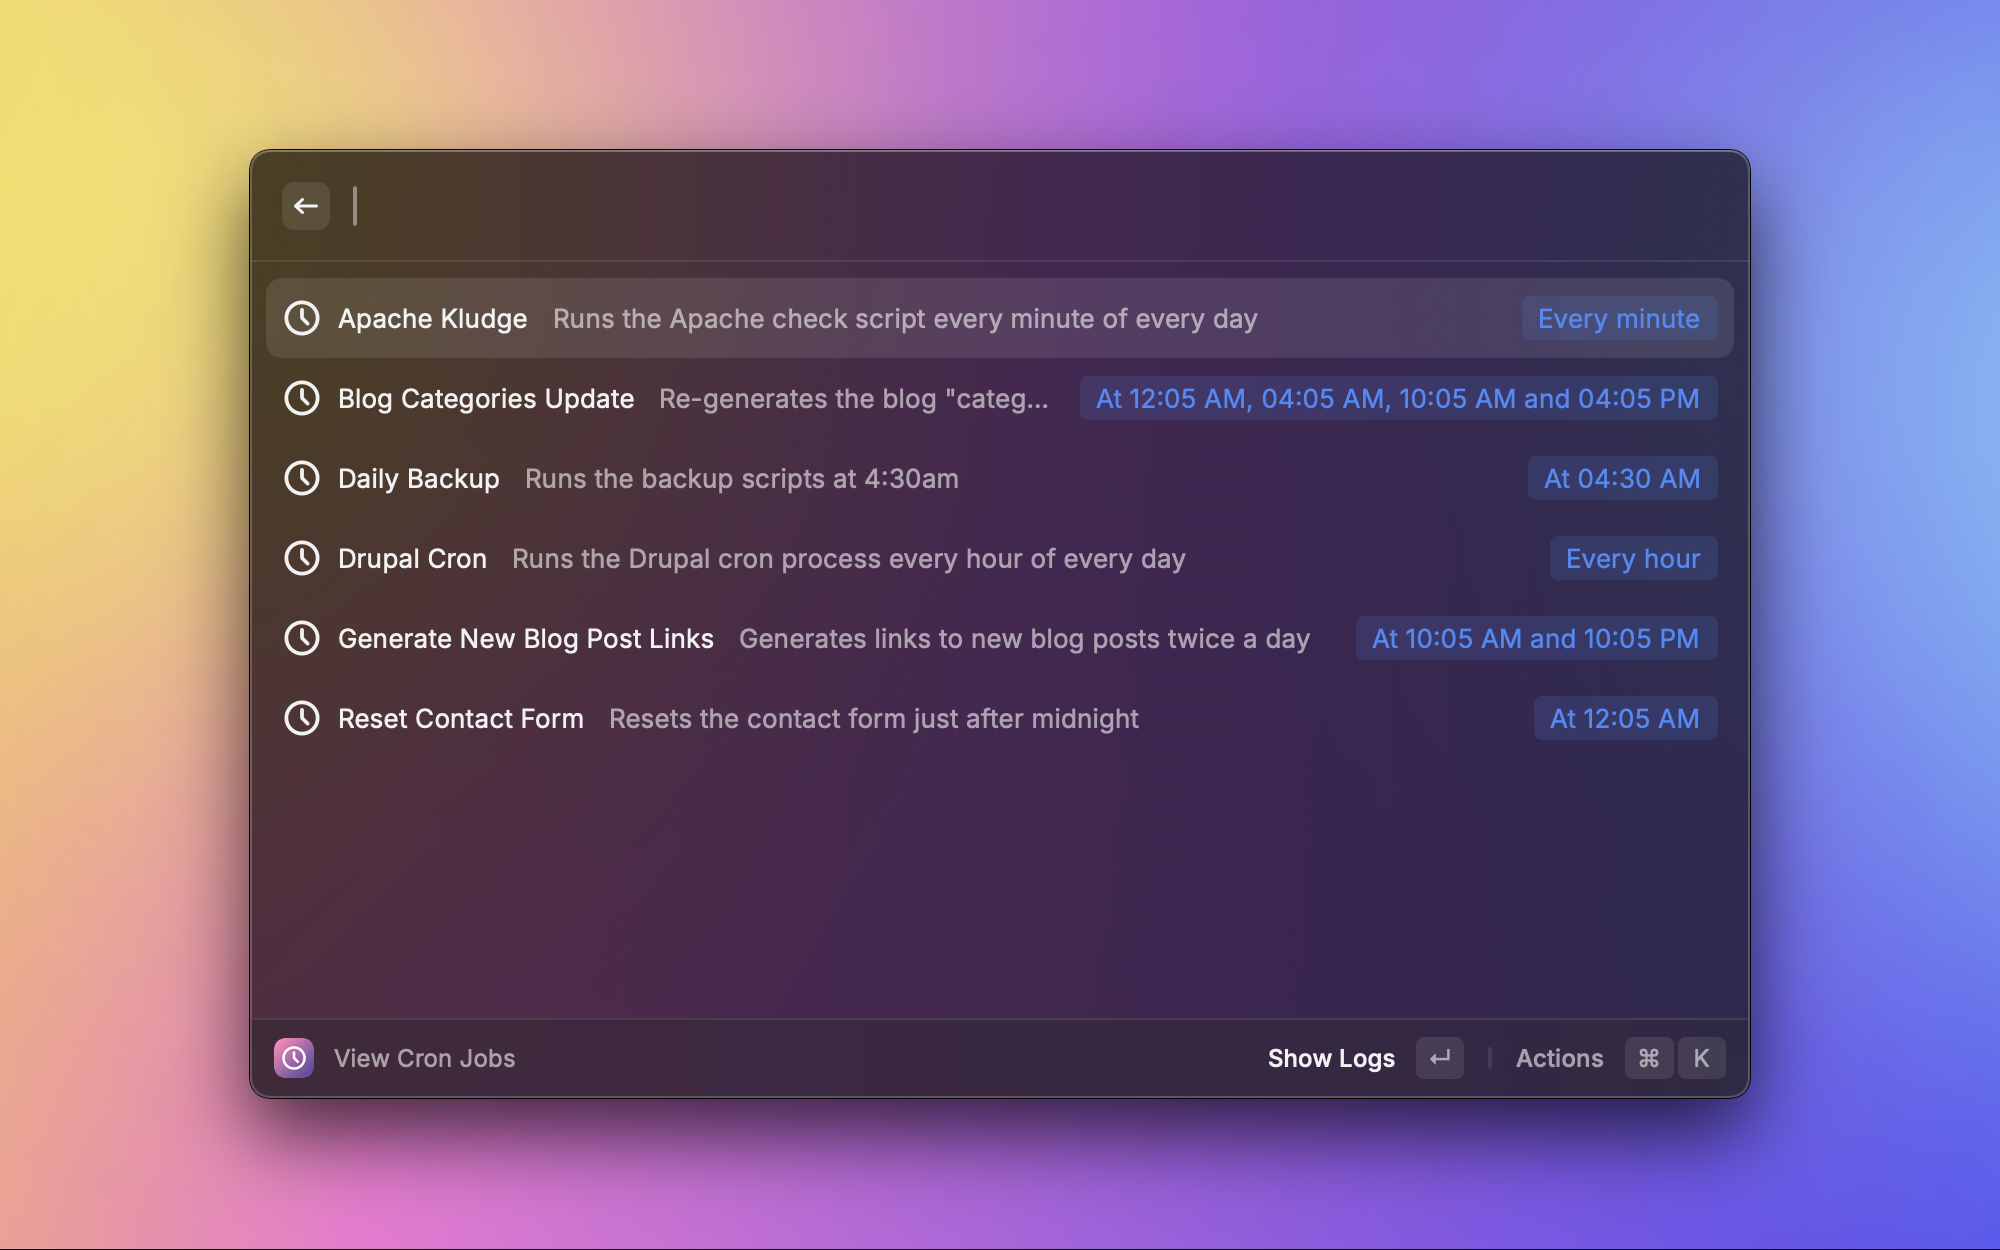 Apache Kludge Runs the Apache check script every minute of every day Every minute
Blog Categories Update Re-generates the blog "categ... At 12:05 AM, 04:05 AM, 10:05 AM and 04:05 PM
Daily Backup Runs the backup scripts at 4:30am At 04:30 AM
Drupal Cron Runs the Drupal cron process every hour of every day Every hour
Generate New Blog Post Links Generates links to new blog posts twice a day At 10:05 AM and 10:05 PM
Reset Contact Form Resets the contact form just after midnight At 12:05 AM
View Cron Jobs Show Logs ↵ Actions ⌘ K